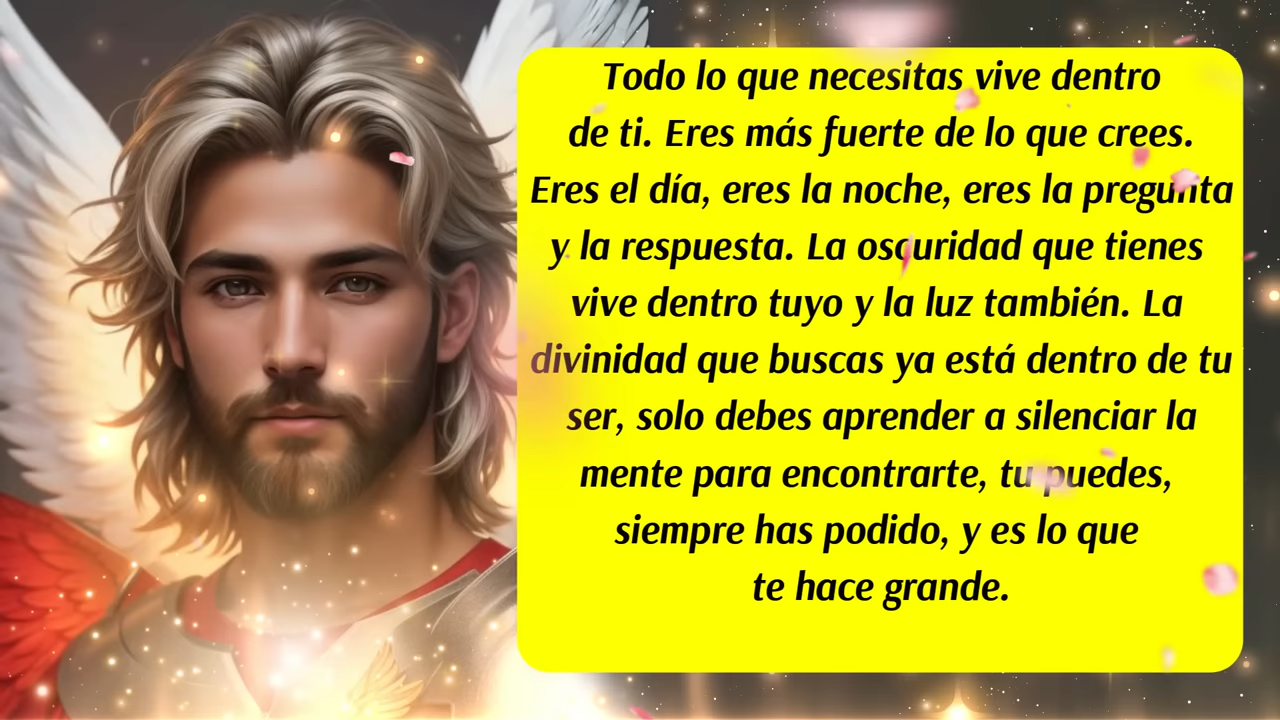 Todo lo que necesitas vive dentro
de ti. Eres más fuerte de lo que crees.
Eres el día, eres la noche, eres la pregunta
y la respuesta. La oscuridad que tienes
vive dentro tuyo y la luz también. La
divinidad que buscas ya está dentro de tu
ser, solo debes aprender a silenciar la
mente para encontrarte, tu puedes,
siempre has podido, y es lo que
te hace grande.